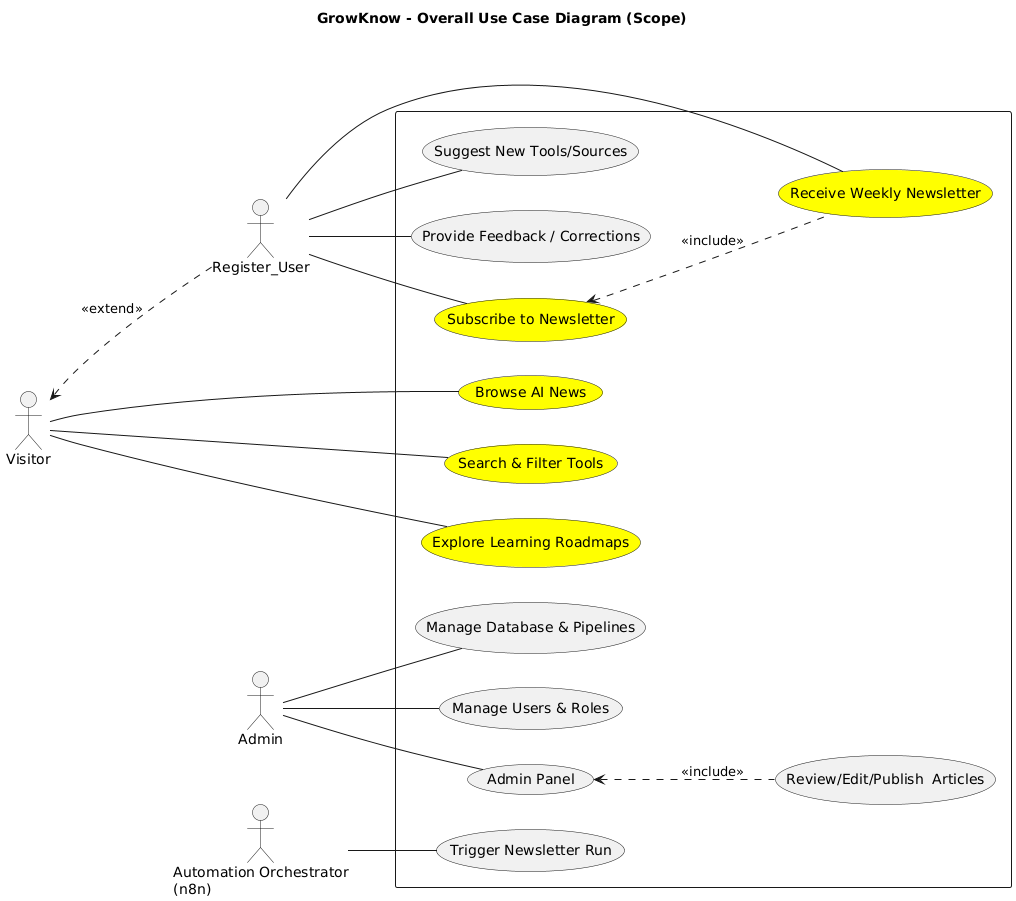 GrowKnow - Overall Use Case Diagram (Scope)
Suggest New Tools/Sources
Receive Weekly Newsletter
Provide Feedback / Corrections
«include»
Register_User
«extend»
Subscribe to Newsletter
Browse AI News
Visitor
Search & Filter Tools
Explore Learning Roadmaps
Manage Database & Pipelines
Manage Users & Roles
Admin
«include»
Admin Panel
Review/Edit/Publish  Articles
Trigger Newsletter Run
Automation Orchestrator
(n8n)